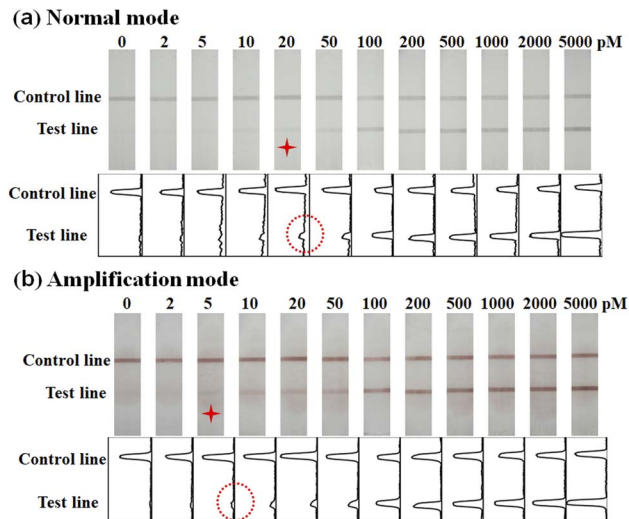 (a) Normal mode
0 2 5 10 20 50 100 200 500 1000 2000 5000 pM
Control line
Test line
Control line
Test line
(b) Amplification mode
0 2 5 10 20 50 100 200 500 1000 2000 5000 pM
Control line
Test line
Control line
Test line